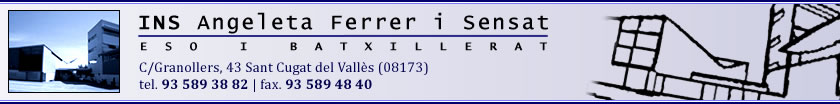 INS Angeleta Ferrer i Sensat
ESO I BATXILLERAT
C/Granollers, 43 Sant Cugat del Vallès (08173)
tel. 93 589 38 82 | fax. 93 589 48 40